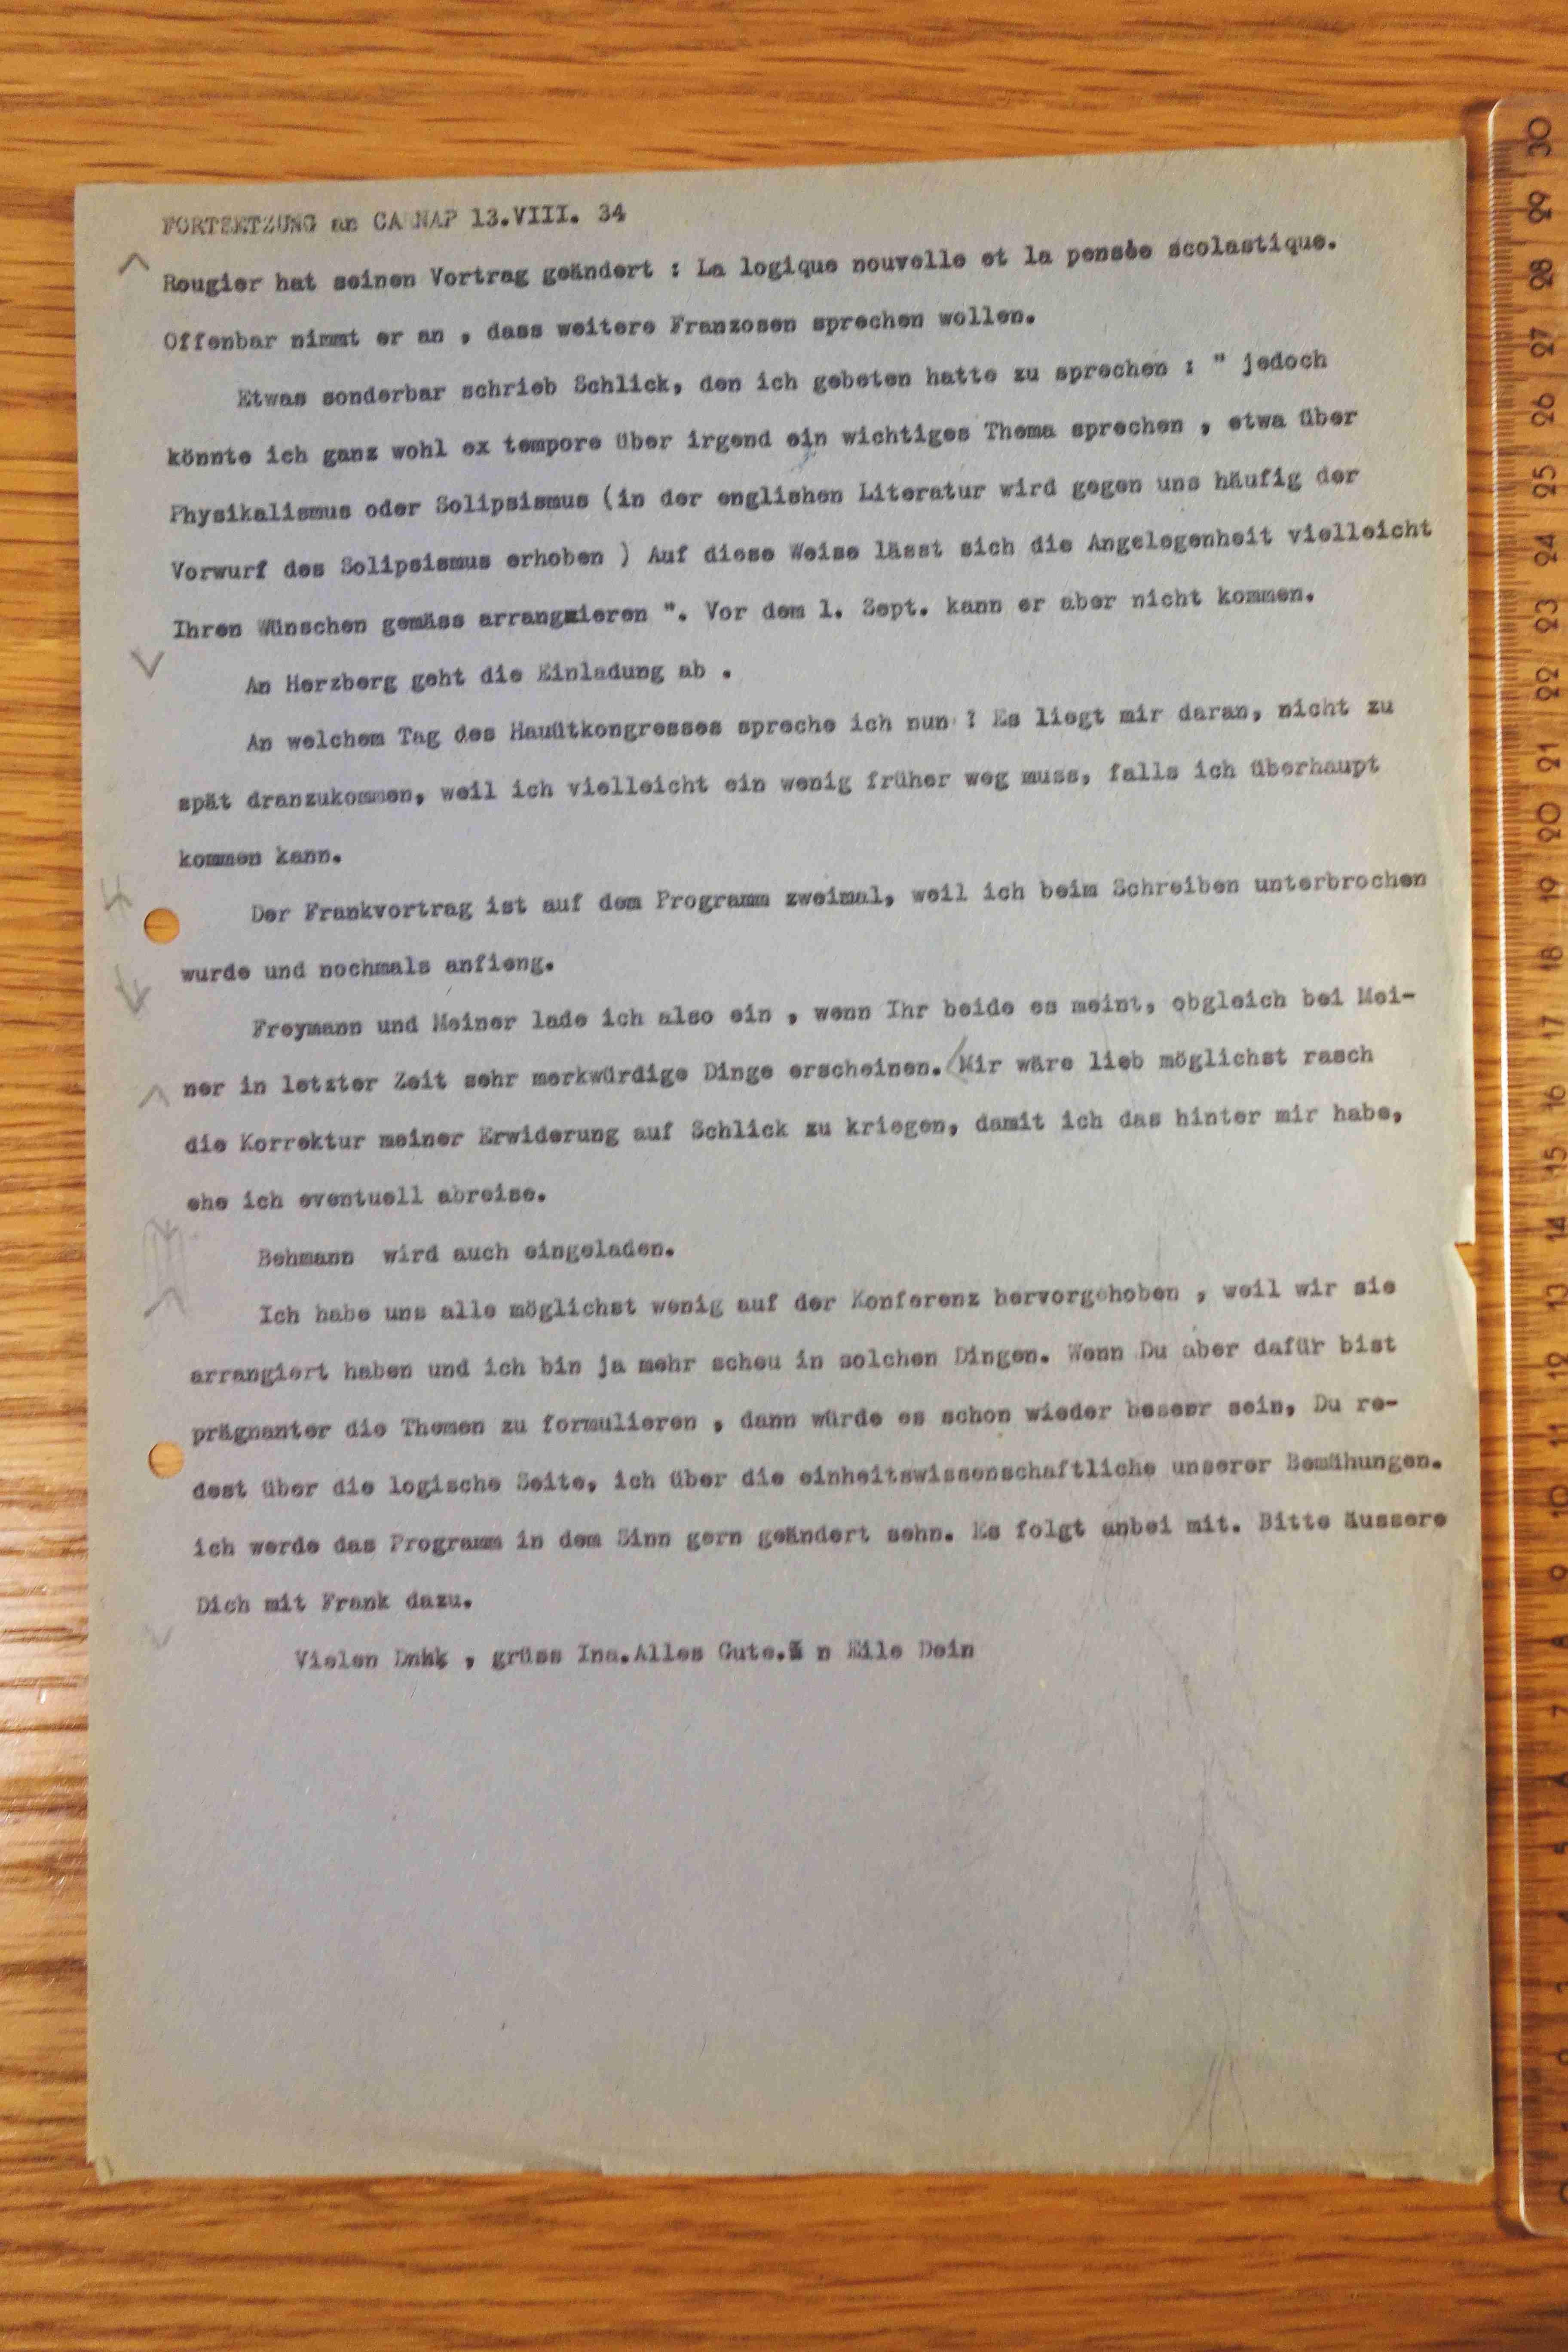 FORTSETZUNG an CARNAP 13.VIII. 34
Rougier hat seinen Vortrag geändert : La logique nouvelle et la pensèe scolastique.
Offenbar nimmt er an , dass weitere Franzosen sprechen wollen.
Etwas sonderbar schrieb Schlick, den ich gebeten hatte zu sprechen : " jedoch
könnte ich ganz wohl ex tempore über irgend ein wichtiges Thema sprechen , etwa über
Physikalismus oder Solipsismus (in der englishen Literatur wird gegen uns häufig der
Vorwurf des Solipsismus erhoben ) Auf diese Weise lässt sich die Angelegenheit vielleicht
Ihren Wünschen gemäss arrangieren ". Vor dem 1. Sept. kann er aber nicht kommen.
An Herzberg geht die Einladung ab .
An welchem Tag des Hauütkongresses spreche ich nun ? Es liegt mir daran, nicht zu
spät dranzukommen, weil ich vielleicht ein wenig früher weg muss, falls ich überhaupt
kommen kann.
Der Frankvortrag ist auf dem Programm zweimal, weil ich beim Schreiben unterbrochen
wurde und nochmals anfieng.
Freymann und Meiner lade ich also ein , wenn Ihr beide es meint, obgleich bei Mei-
ner in letzter Zeit sehr merkwürdige Dinge erscheinen. Mir wäre lieb möglichst rasch
die Korrektur meiner Erwiderung auf Schlick zu kriegen, damit ich das hinter mir habe,
ehe ich eventuell abreise.
Behmann wird auch eingeladen.
Ich habe uns alle möglichst wenig auf der Konferenz hervorgehoben , weil wir sie
arrangiert haben und ich bin ja mehr scheu in solchen Dingen. Wenn Du aber dafür bist
prägnanter die Themen zu formulieren , dann würde es schon wieder besser sein, Du re-
dest über die logische Seite, ich über die einheitswissenschaftliche unserer Bemühungen.
ich werde das Programm in dem Sinn gern geändert sehn. Es folgt anbei mit. Bitte äussere
Dich mit Frank dazu.
Vielen Dnkk , grüss Ina.Alles Gute.I n Eile Dein